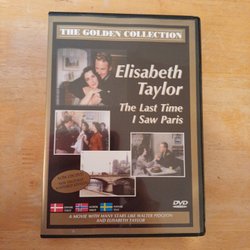 THE GOLDEN COLLECTION
Elisabeth
Taylor
The Last Time
I Saw Paris
DVD
A MOVIE WITH MANY STARS LIKE WALTER PIDGEON
AND ELISABETH TAYLOR